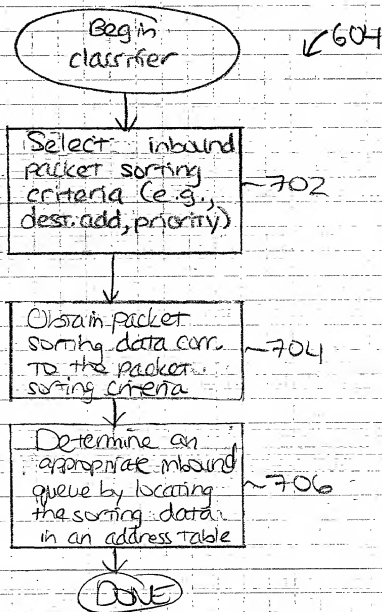 Begin
classifier
604
Select inbound
packet sorting
criteria (e.g.,
dest. add, priority)
702
Obtain packet
sorting data corr.
to the packet
sorting criteria
704
Determine an
appropriate inbound
queue by locating
the sorting data
in an address table
706
DONE